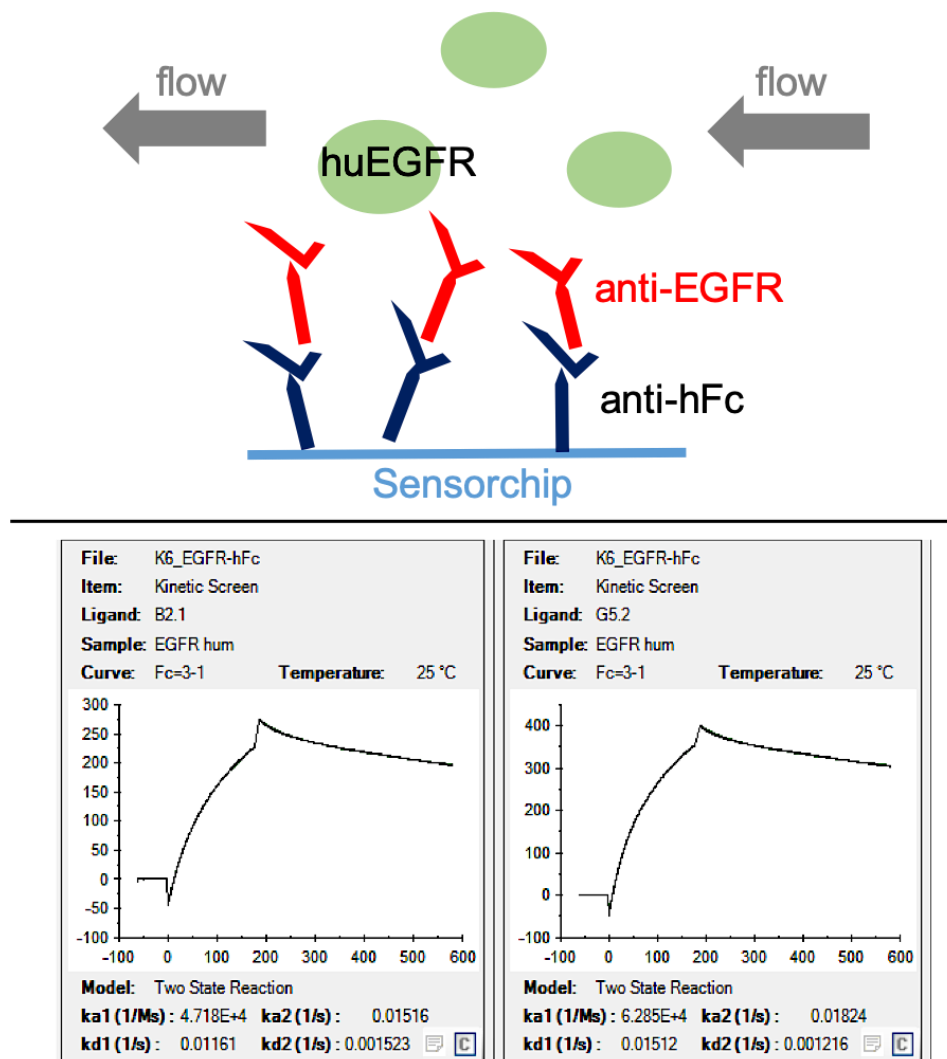 flow
flow
huEGFR
anti-EGFR
anti-hFc
Sensorchip
File: K6_EGFR-hFc
Item: Kinetic Screen
Ligand: B2.1
Sample: EGFR hum
Curve: Fc=3-1 Temperature: 25 °C
300
250
200
150
100
50
0
-50
-100
-100 0 100 200 300 400 500 600
Model: Two State Reaction
ka1 (1/Ms) : 4.718E+4 ka2 (1/s) : 0.01516
kd1 (1/s) : 0.01161 kd2 (1/s) : 0.001523 C
File: K6_EGFR-hFc
Item: Kinetic Screen
Ligand: G5.2
Sample: EGFR hum
Curve: Fc=3-1 Temperature: 25 °C
400
300
200
100
0
-100
-100 0 100 200 300 400 500 600
Model: Two State Reaction
ka1 (1/Ms) : 6.285E+4 ka2 (1/s) : 0.01824
kd1 (1/s) : 0.01512 kd2 (1/s) : 0.001216 C